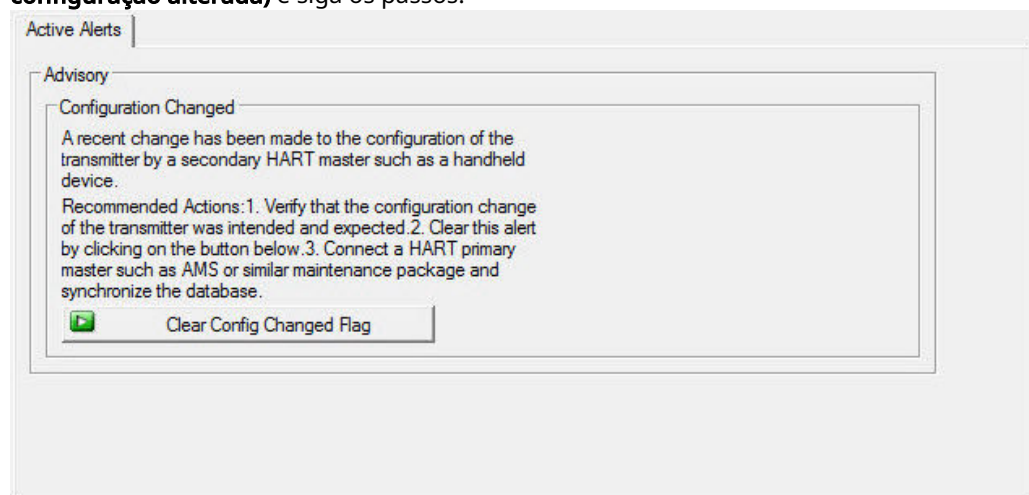 configuração alterada) e siga os passos.
Active Alerts
Advisory
Configuration Changed
A recent change has been made to the configuration of the
transmitter by a secondary HART master such as a handheld
device.
Recommended Actions:1. Verify that the configuration change
of the transmitter was intended and expected.2. Clear this alert
by clicking on the button below.3. Connect a HART primary
master such as AMS or similar maintenance package and
synchronize the database.
Clear Config Changed Flag